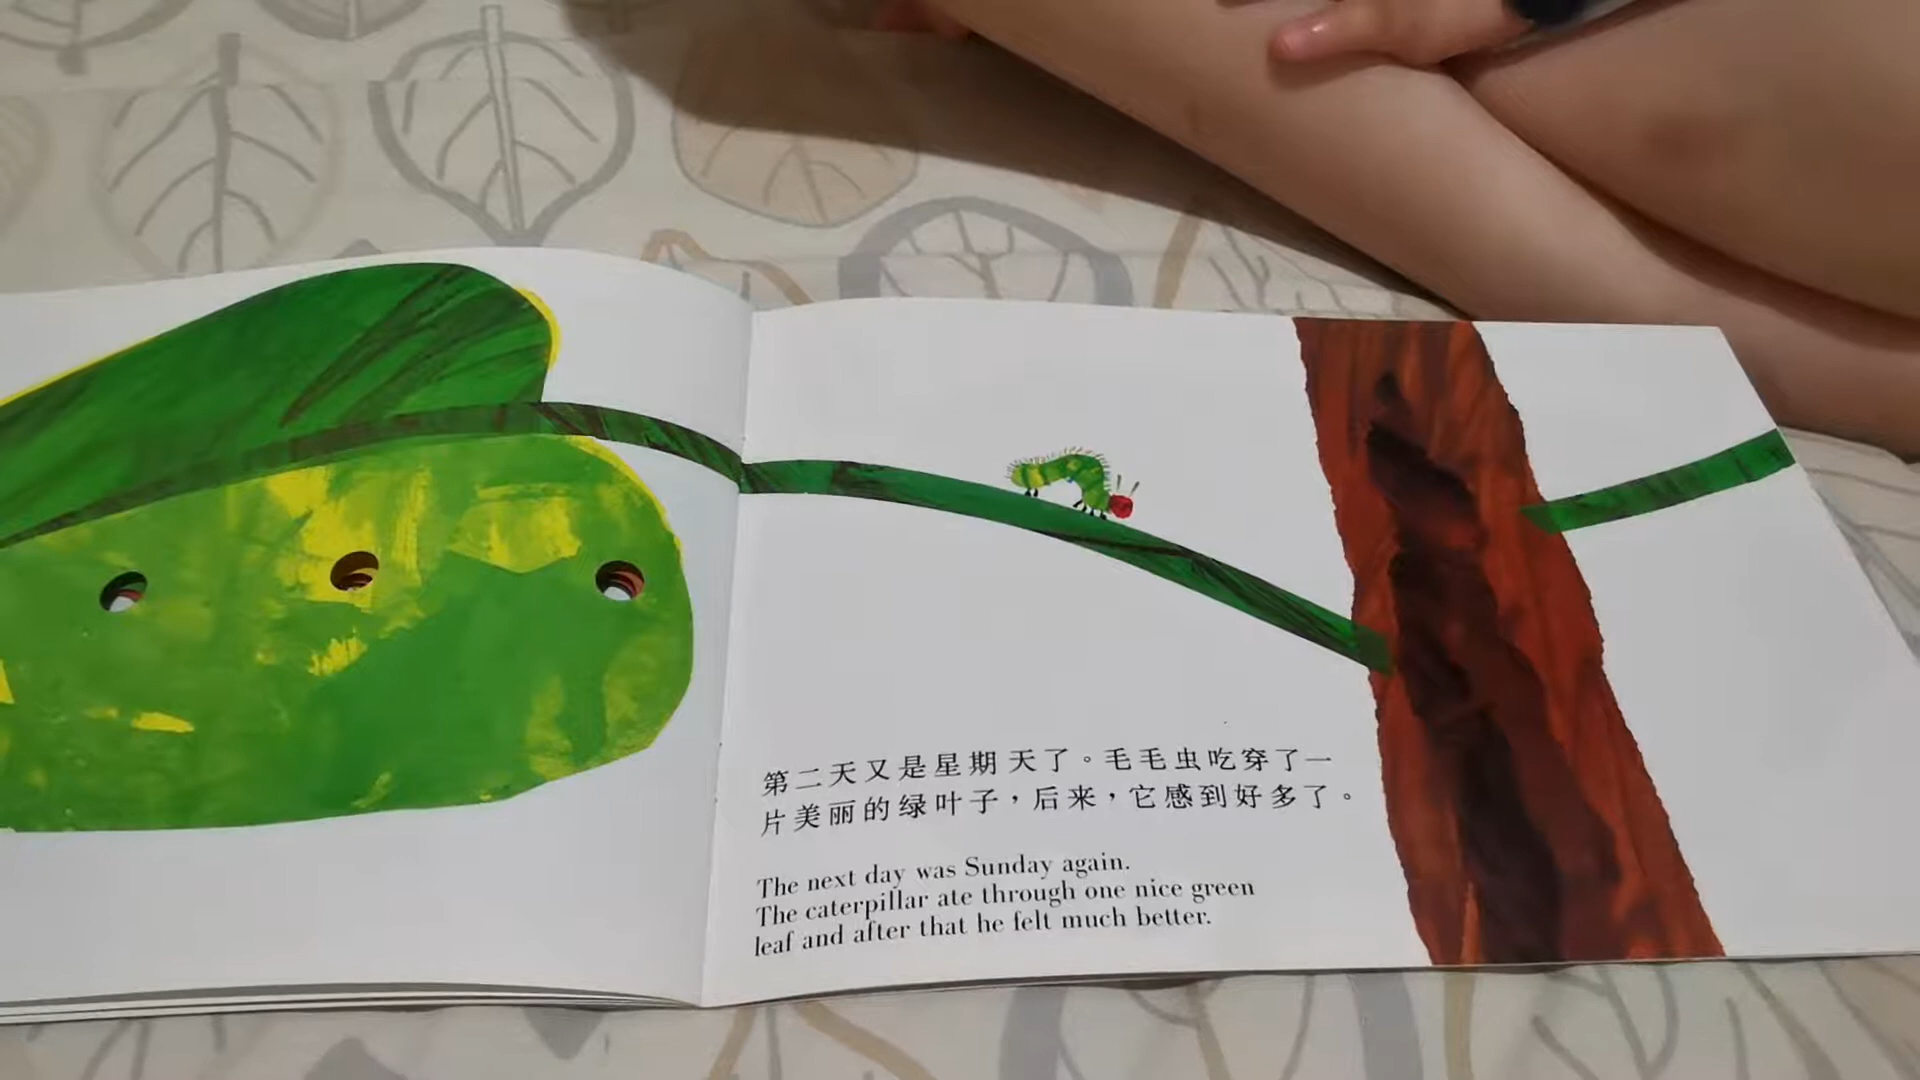 第二天又是星期天了。毛毛虫吃穿了一
片美丽的绿叶子，后来，它感到好多了。
The next day was Sunday again.
The caterpillar ate through one nice green
leaf and after that he felt much better.